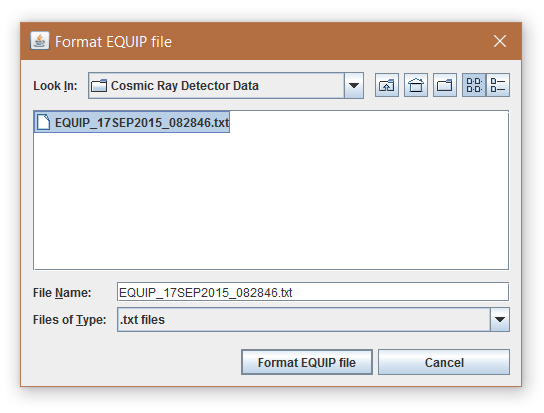 Format EQUIP file
Look In: Cosmic Ray Detector Data
EQUIP_17SEP2015_082846.txt
File Name: EQUIP_17SEP2015_082846.txt
Files of Type: .txt files
Format EQUIP file Cancel